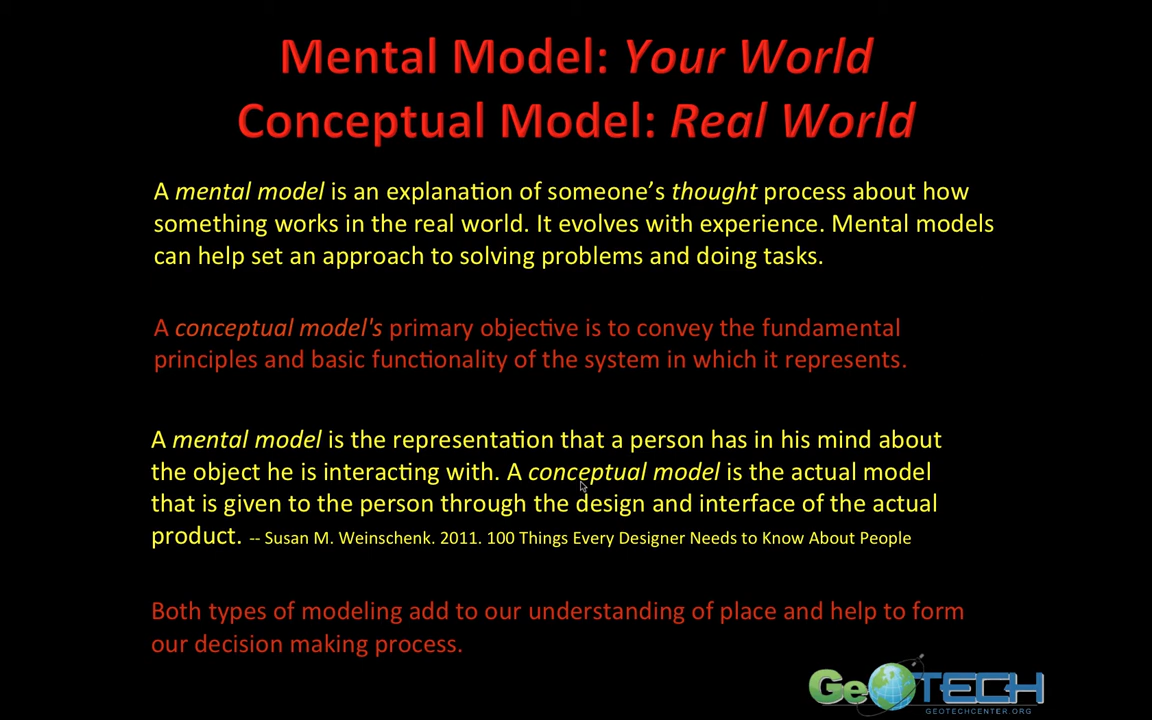 Mental Model: Your World
Conceptual Model: Real World
A mental model is an explanation of someone’s thought process about how
something works in the real world. It evolves with experience. Mental models
can help set an approach to solving problems and doing tasks.
A conceptual model's primary objective is to convey the fundamental
principles and basic functionality of the system in which it represents.
A mental model is the representation that a person has in his mind about
the object he is interacting with. A conceptual model is the actual model
that is given to the person through the design and interface of the actual
product. -- Susan M. Weinschenk. 2011. 100 Things Every Designer Needs to Know About People
Both types of modeling add to our understanding of place and help to form
our decision making process.
GeoTECH
GEOTECHCENTER.ORG